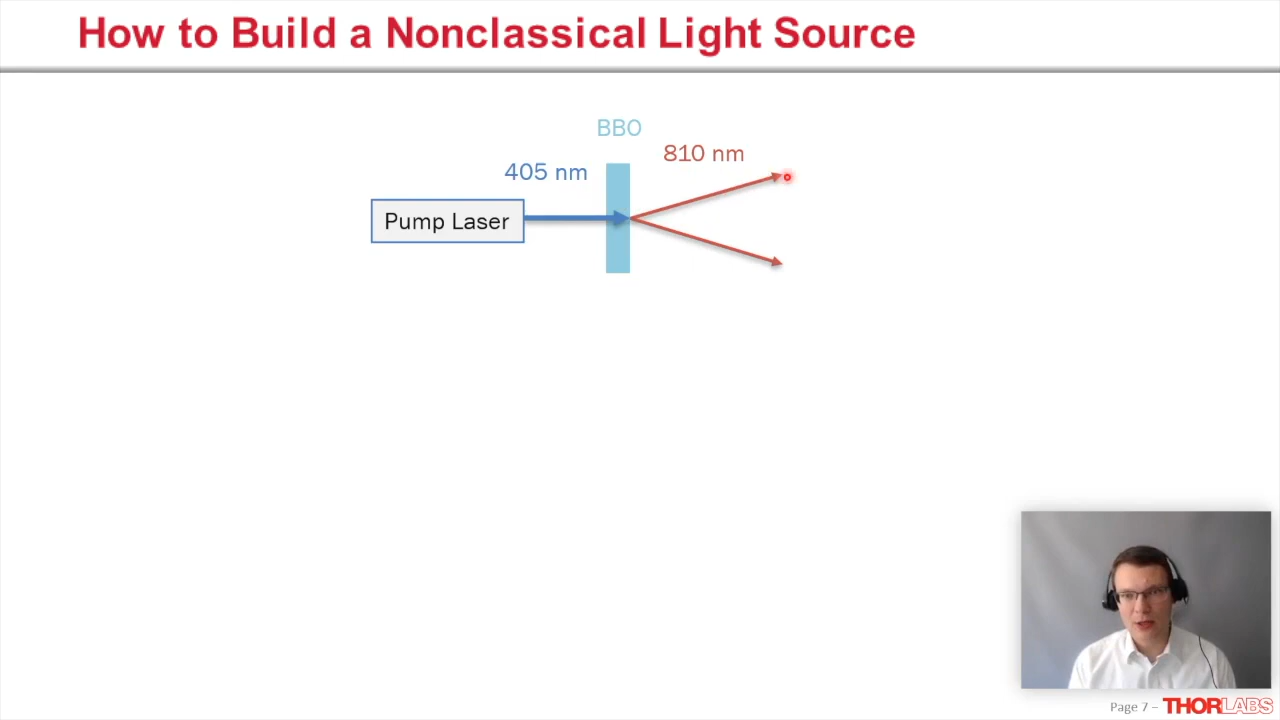 How to Build a Nonclassical Light Source
BBO
810 nm
405 nm
Pump Laser
Page 7 – THORLABS